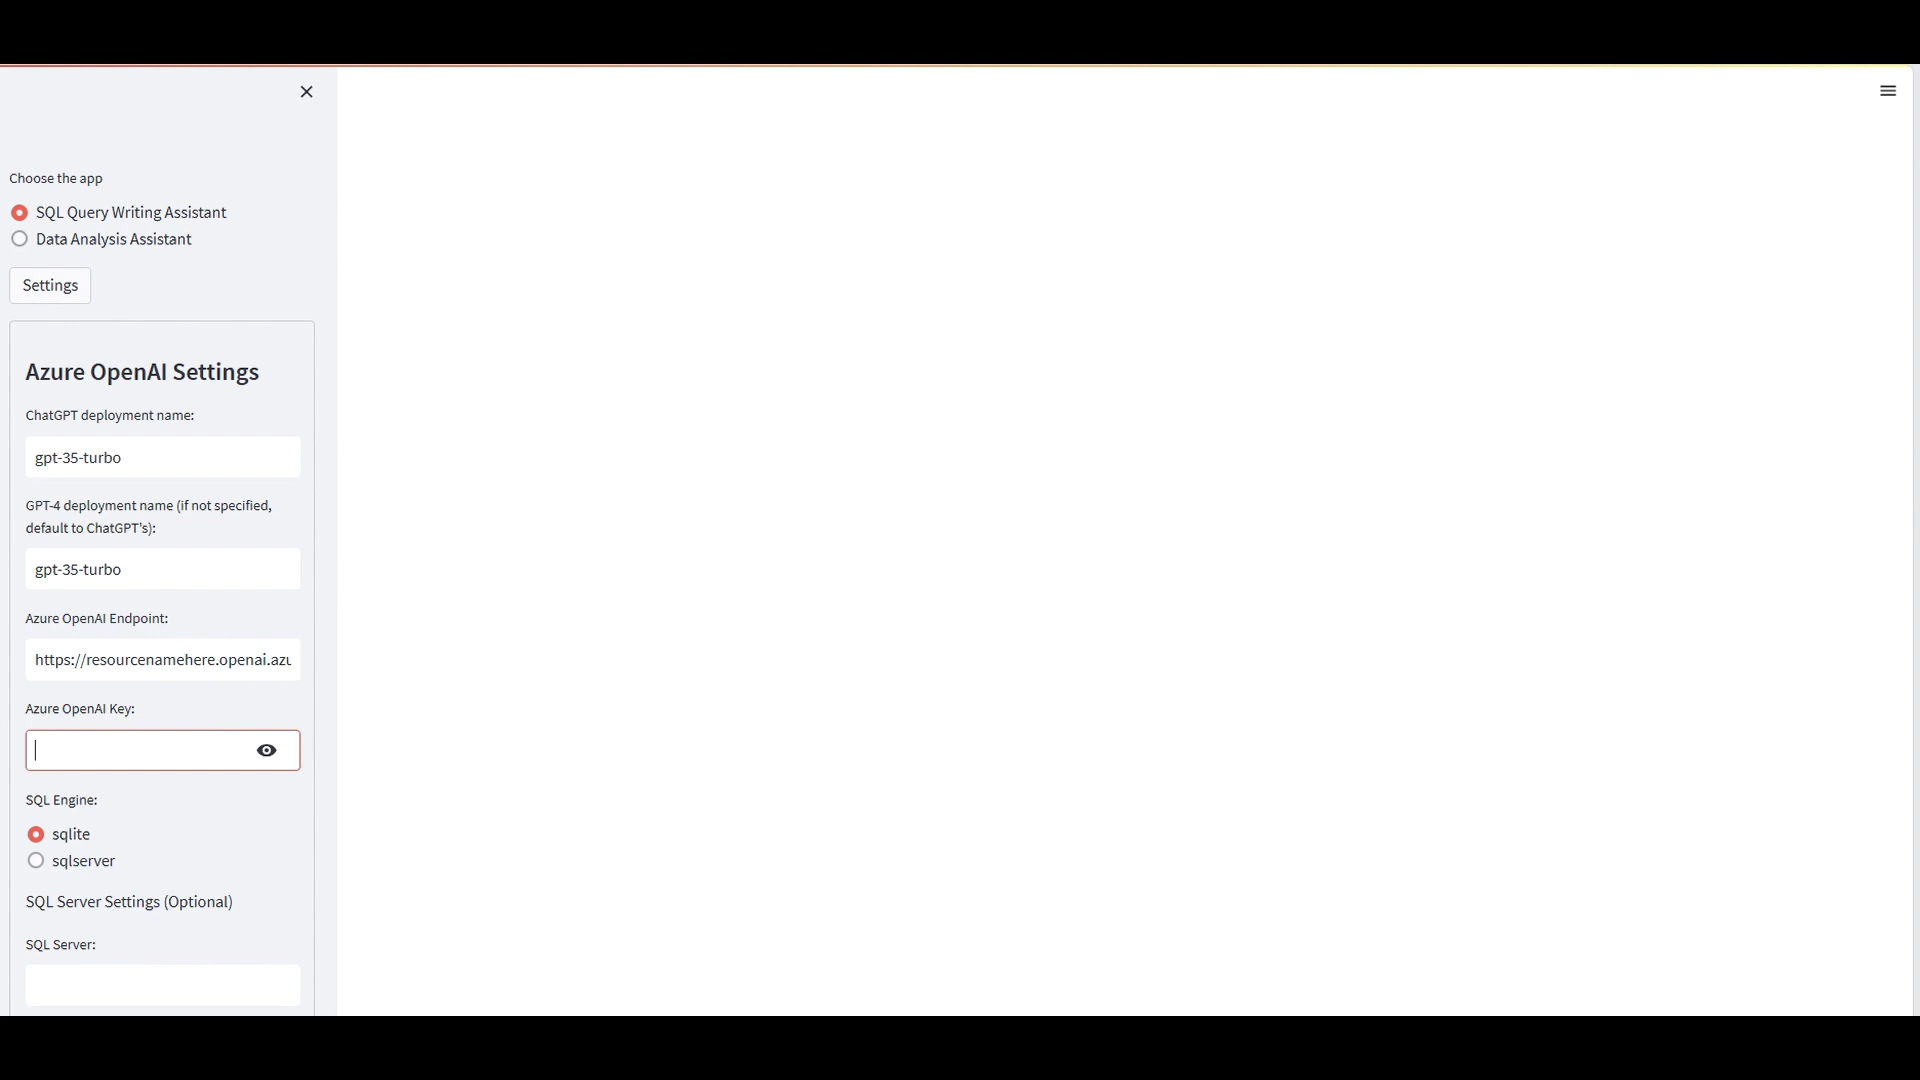 Choose the app
SQL Query Writing Assistant
Data Analysis Assistant
Settings
Azure OpenAI Settings
ChatGPT deployment name:
gpt-35-turbo
GPT-4 deployment name (if not specified,
default to ChatGPT's):
gpt-35-turbo
Azure OpenAI Endpoint:
https://resourcenamehere.openai.azu
Azure OpenAI Key:
SQL Engine:
sqlite
sqlserver
SQL Server Settings (Optional)
SQL Server: